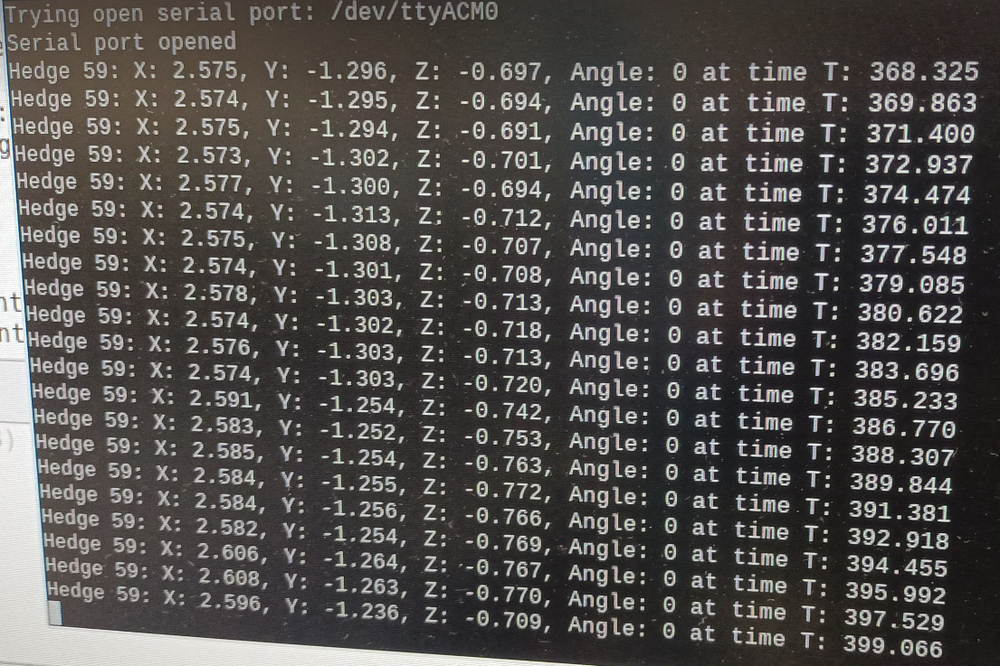 Trying open serial port: /dev/ttyACM0
Serial port opened
Hedge 59: X: 2.575, Y: -1.296, Z: -0.697, Angle: 0 at time T: 368.325
Hedge 59: X: 2.574, Y: -1.295, Z: -0.694, Angle: 0 at time T: 369.863
Hedge 59: X: 2.575, Y: -1.294, Z: -0.691, Angle: 0 at time T: 371.400
Hedge 59: X: 2.573, Y: -1.302, Z: -0.701, Angle: 0 at time T: 372.937
Hedge 59: X: 2.577, Y: -1.300, Z: -0.694, Angle: 0 at time T: 374.474
Hedge 59: X: 2.574, Y: -1.313, Z: -0.712, Angle: 0 at time T: 376.011
Hedge 59: X: 2.575, Y: -1.308, Z: -0.707, Angle: 0 at time T: 377.548
Hedge 59: X: 2.574, Y: -1.301, Z: -0.708, Angle: 0 at time T: 379.085
Hedge 59: X: 2.578, Y: -1.303, Z: -0.713, Angle: 0 at time T: 380.622
Hedge 59: X: 2.574, Y: -1.302, Z: -0.718, Angle: 0 at time T: 382.159
Hedge 59: X: 2.576, Y: -1.303, Z: -0.713, Angle: 0 at time T: 383.696
Hedge 59: X: 2.574, Y: -1.303, Z: -0.720, Angle: 0 at time T: 385.233
Hedge 59: X: 2.591, Y: -1.254, Z: -0.742, Angle: 0 at time T: 386.770
Hedge 59: X: 2.583, Y: -1.252, Z: -0.753, Angle: 0 at time T: 388.307
Hedge 59: X: 2.585, Y: -1.254, Z: -0.763, Angle: 0 at time T: 389.844
Hedge 59: X: 2.584, Y: -1.255, Z: -0.772, Angle: 0 at time T: 391.381
Hedge 59: X: 2.584, Y: -1.256, Z: -0.766, Angle: 0 at time T: 392.918
Hedge 59: X: 2.582, Y: -1.254, Z: -0.769, Angle: 0 at time T: 394.455
Hedge 59: X: 2.606, Y: -1.264, Z: -0.767, Angle: 0 at time T: 395.992
Hedge 59: X: 2.608, Y: -1.263, Z: -0.770, Angle: 0 at time T: 397.529
Hedge 59: X: 2.596, Y: -1.236, Z: -0.709, Angle: 0 at time T: 399.066